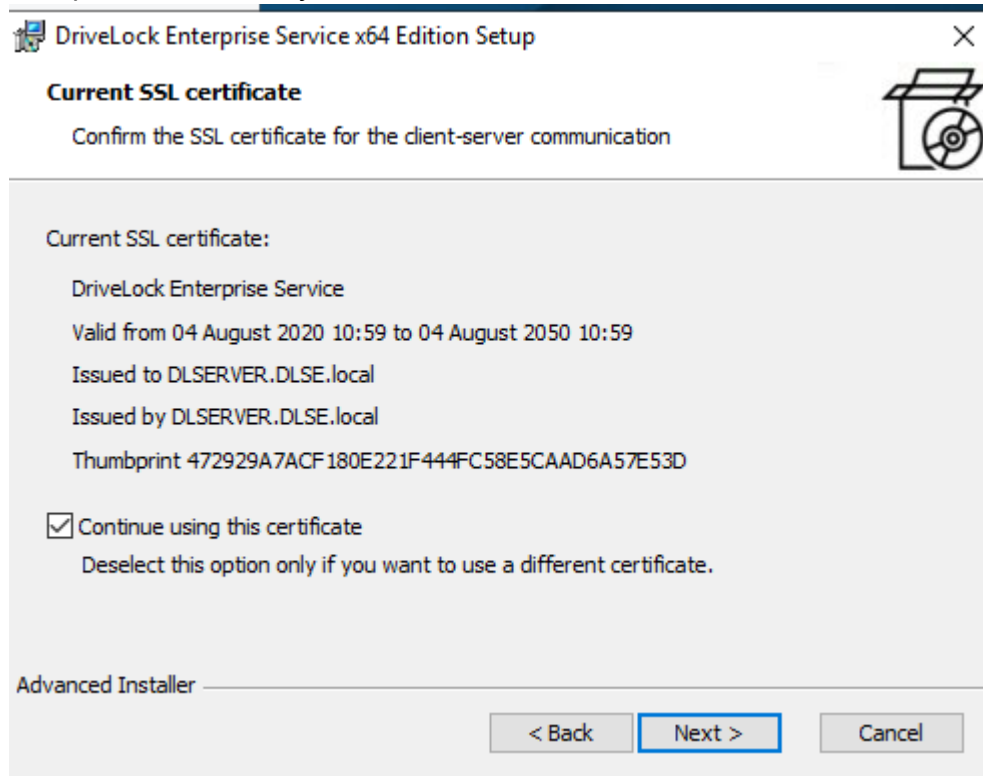 DriveLock Enterprise Service x64 Edition Setup
Current SSL certificate
Confirm the SSL certificate for the client-server communication
Current SSL certificate:
DriveLock Enterprise Service
Valid from 04 August 2020 10:59 to 04 August 2050 10:59
Issued to DLSERVER.DLSE.local
Issued by DLSERVER.DLSE.local
Thumbprint 472929A7ACF180E221F444FC58E5CAAD6A57E53D
Continue using this certificate
Deselect this option only if you want to use a different certificate.
Advanced Installer
< Back Next > Cancel